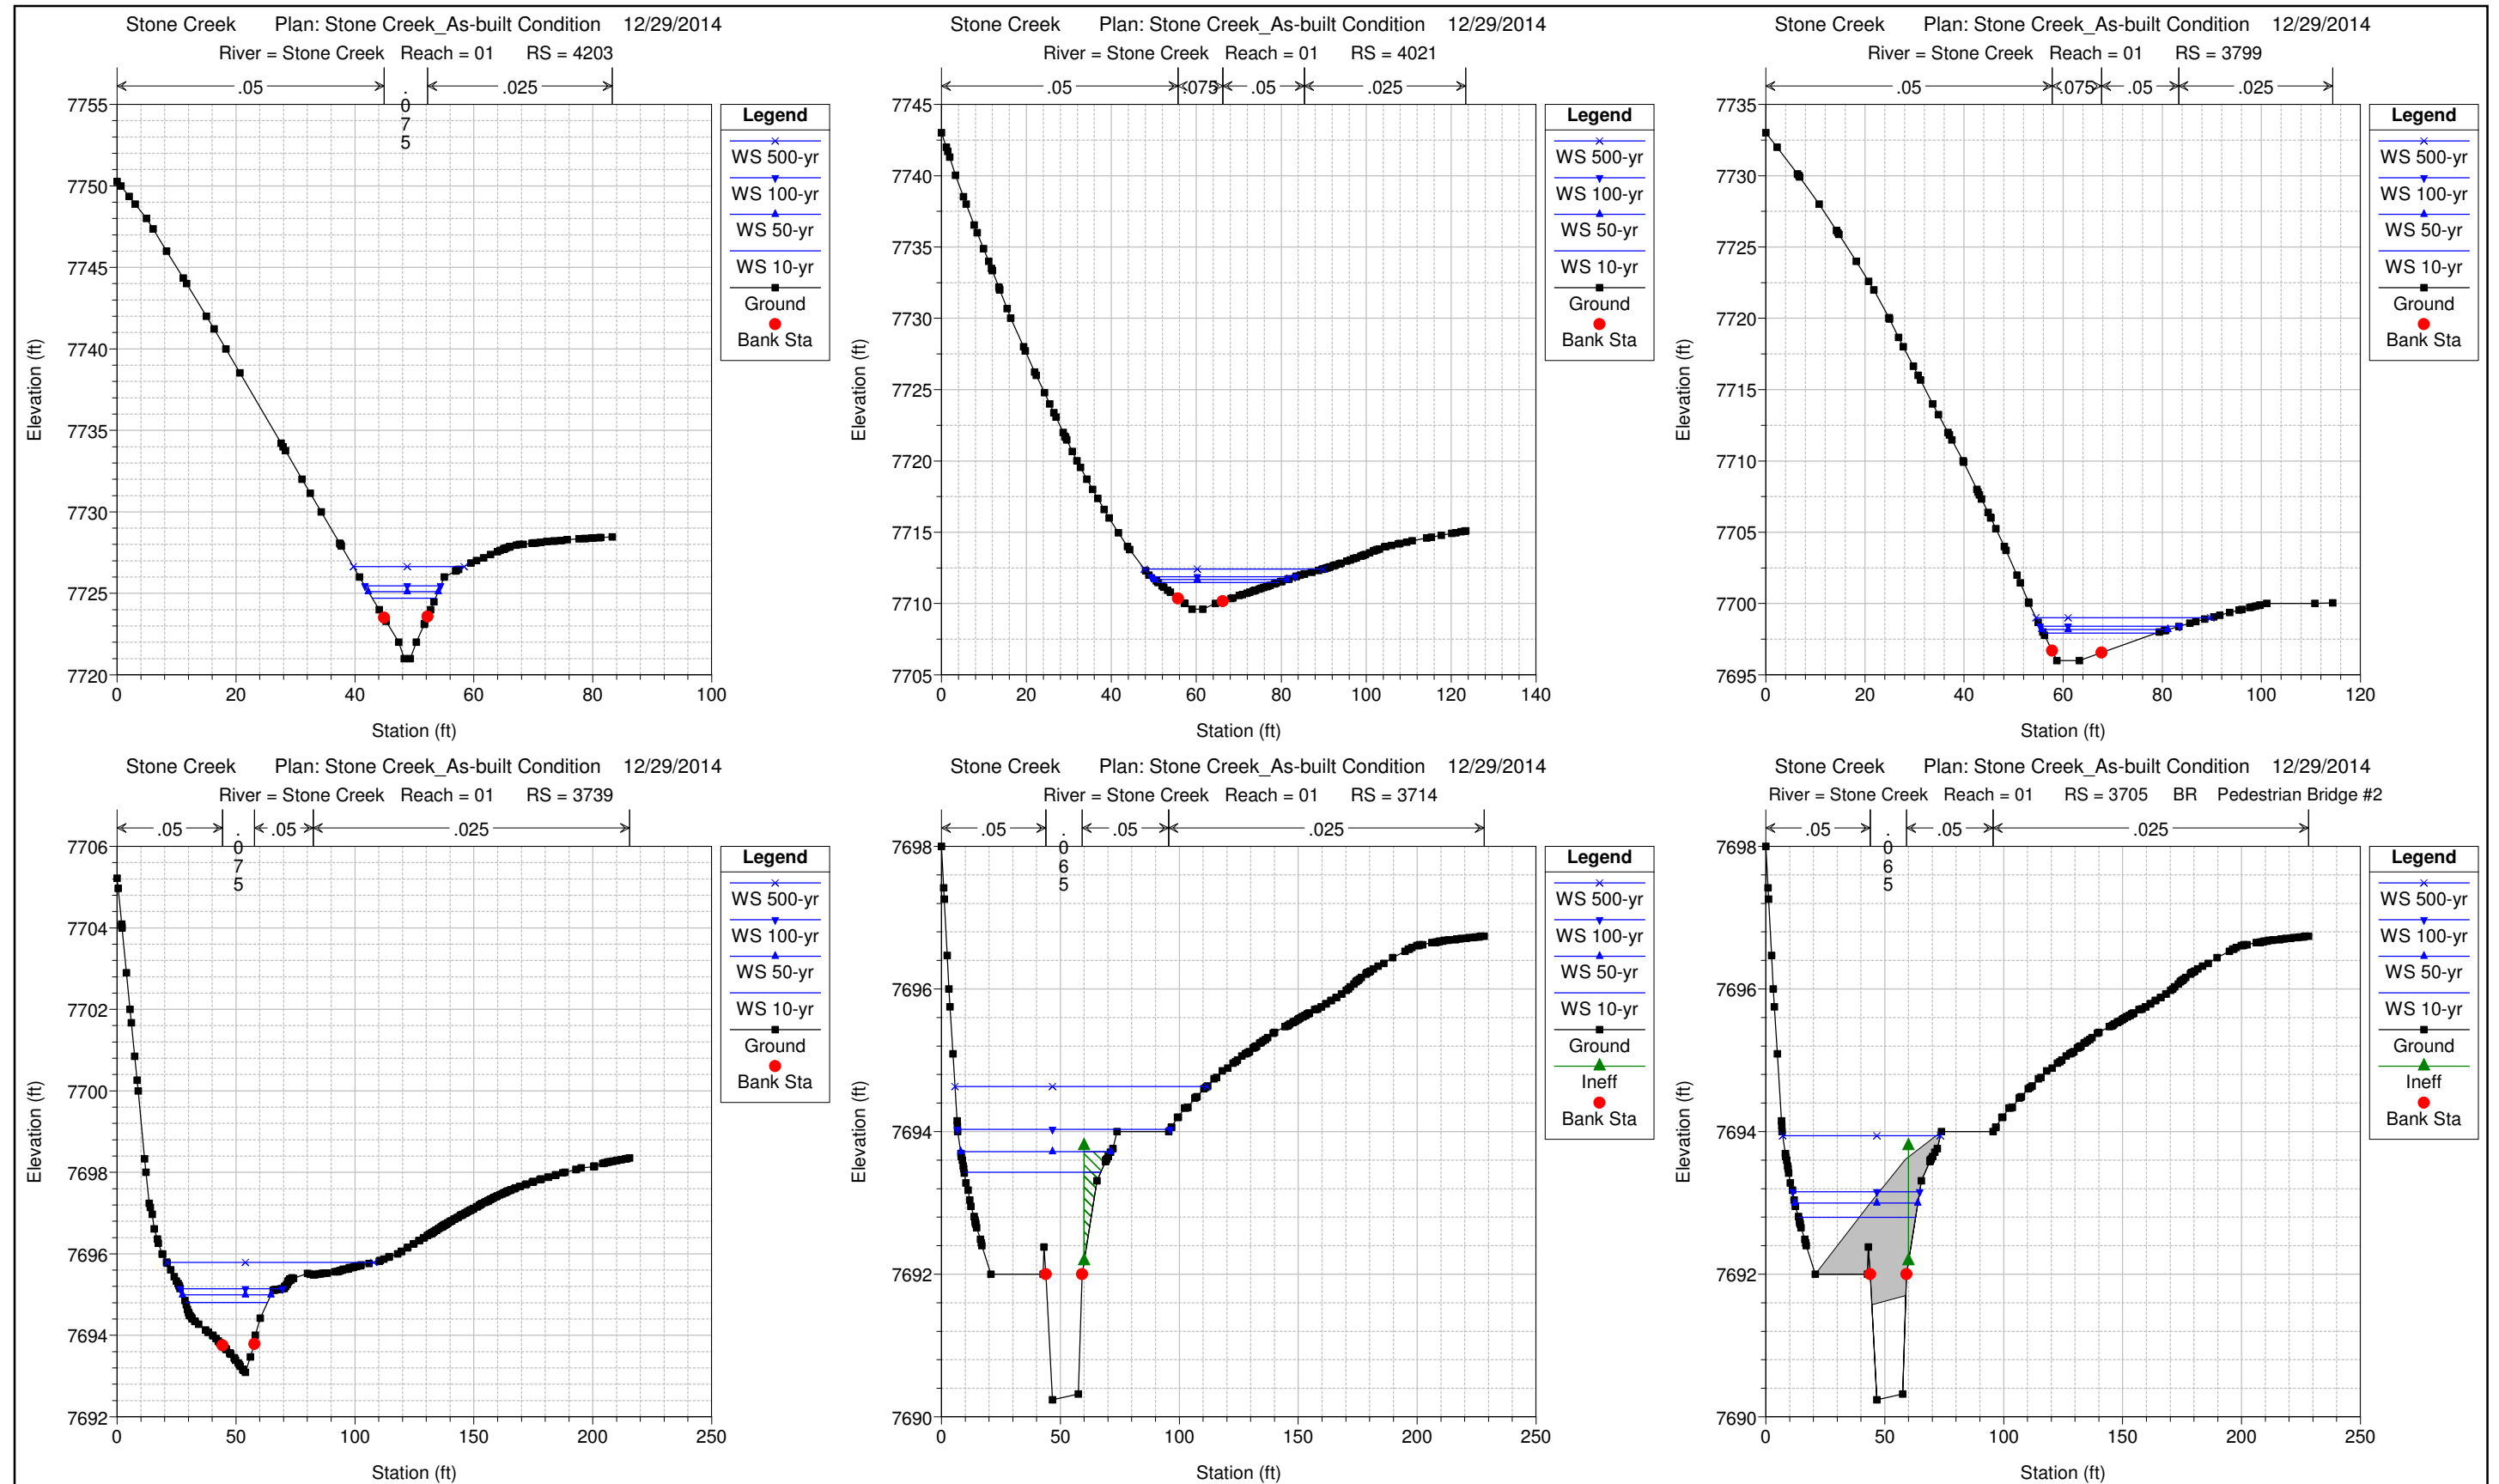 Stone Creek Plan: Stone Creek_As-built Condition 12/29/2014
River = Stone Creek Reach = 01 RS = 4203
.05 .075 .025
7755
7750
7745
7740
7735
7730
7725
7720
Elevation (ft)
0 20 40 60 80 100
Station (ft)
Legend
WS 500-yr
WS 100-yr
WS 50-yr
WS 10-yr
Ground
Bank Sta
Stone Creek Plan: Stone Creek_As-built Condition 12/29/2014
River = Stone Creek Reach = 01 RS = 4021
.05 .075 .05 .025
7745
7740
7735
7730
7725
7720
7715
7710
7705
Elevation (ft)
0 20 40 60 80 100 120 140
Station (ft)
Legend
WS 500-yr
WS 100-yr
WS 50-yr
WS 10-yr
Ground
Bank Sta
Stone Creek Plan: Stone Creek_As-built Condition 12/29/2014
River = Stone Creek Reach = 01 RS = 3799
.05 .075 .05 .025
7735
7730
7725
7720
7715
7710
7705
7700
7695
Elevation (ft)
0 20 40 60 80 100 120
Station (ft)
Legend
WS 500-yr
WS 100-yr
WS 50-yr
WS 10-yr
Ground
Bank Sta
Stone Creek Plan: Stone Creek_As-built Condition 12/29/2014
River = Stone Creek Reach = 01 RS = 3739
.05 .075 .05 .025
7706
7704
7702
7700
7698
7696
7694
7692
Elevation (ft)
0 50 100 150 200 250
Station (ft)
Legend
WS 500-yr
WS 100-yr
WS 50-yr
WS 10-yr
Ground
Bank Sta
Stone Creek Plan: Stone Creek_As-built Condition 12/29/2014
River = Stone Creek Reach = 01 RS = 3714
.05 .065 .05 .025
7698
7696
7694
7692
7690
Elevation (ft)
0 50 100 150 200 250
Station (ft)
Legend
WS 500-yr
WS 100-yr
WS 50-yr
WS 10-yr
Ground
Ineff
Bank Sta
Stone Creek Plan: Stone Creek_As-built Condition 12/29/2014
River = Stone Creek Reach = 01 RS = 3705 BR Pedestrian Bridge #2
.05 .065 .05 .025
7698
7696
7694
7692
7690
Elevation (ft)
0 50 100 150 200 250
Station (ft)
Legend
WS 500-yr
WS 100-yr
WS 50-yr
WS 10-yr
Ground
Ineff
Bank Sta